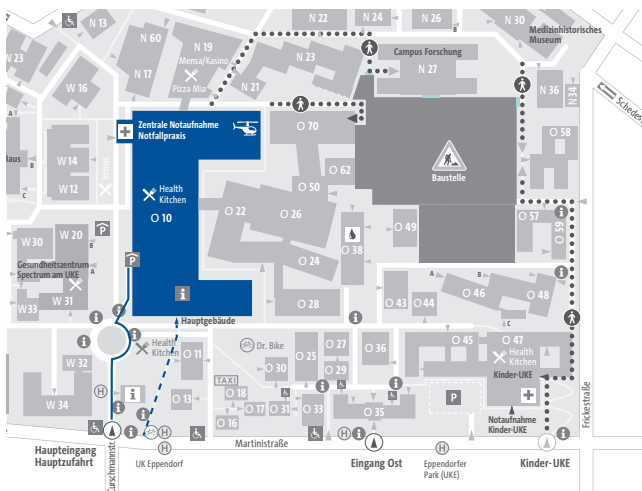 N 13
N 60
N 19
Mensa/Kasino
Pizza Mia
N 17
N 21
N 22
N 23
N 24
N 26
B
N 30
Medizinhistorisches
Museum
Campus Forschung
N 27
N 36
N 34
W 23
W 16
A
B
C
Haus
W 14
W 12
Imbiss
Zentrale Notaufnahme
Notfallpraxis
Health
Kitchen
O 10
O 70
O 62
O 50
O 22
O 26
O 24
O 28
O 38
O 49
Baustelle
O 58
O 57
O 59
Schedes
W 30
W 20
B
A
P
P
Gesundheitszentrum
Spectrum am UKE
W 33
W 31
i
Hauptgebäude
O 43
O 44
A
B
O 46
O 48
C
i
Health
Kitchen
O 11
Dr. Bike
O 30
O 25
O 27
O 29
O 36
O 45
O 47
Health
Kitchen
Kinder-UKE
W 32
W 34
H
i
O 13
TAXI
O 18
O 17
O 16
O 31
O 33
O 35
P
Notaufnahme
Kinder-UKE
Frickestraße
Martinistraße
Haupteingang
Hauptzufahrt
Curschmannstr.
H
H
UK Eppendorf
H
Eingang Ost
H
Eppendorfer
Park (UKE)
Kinder-UKE